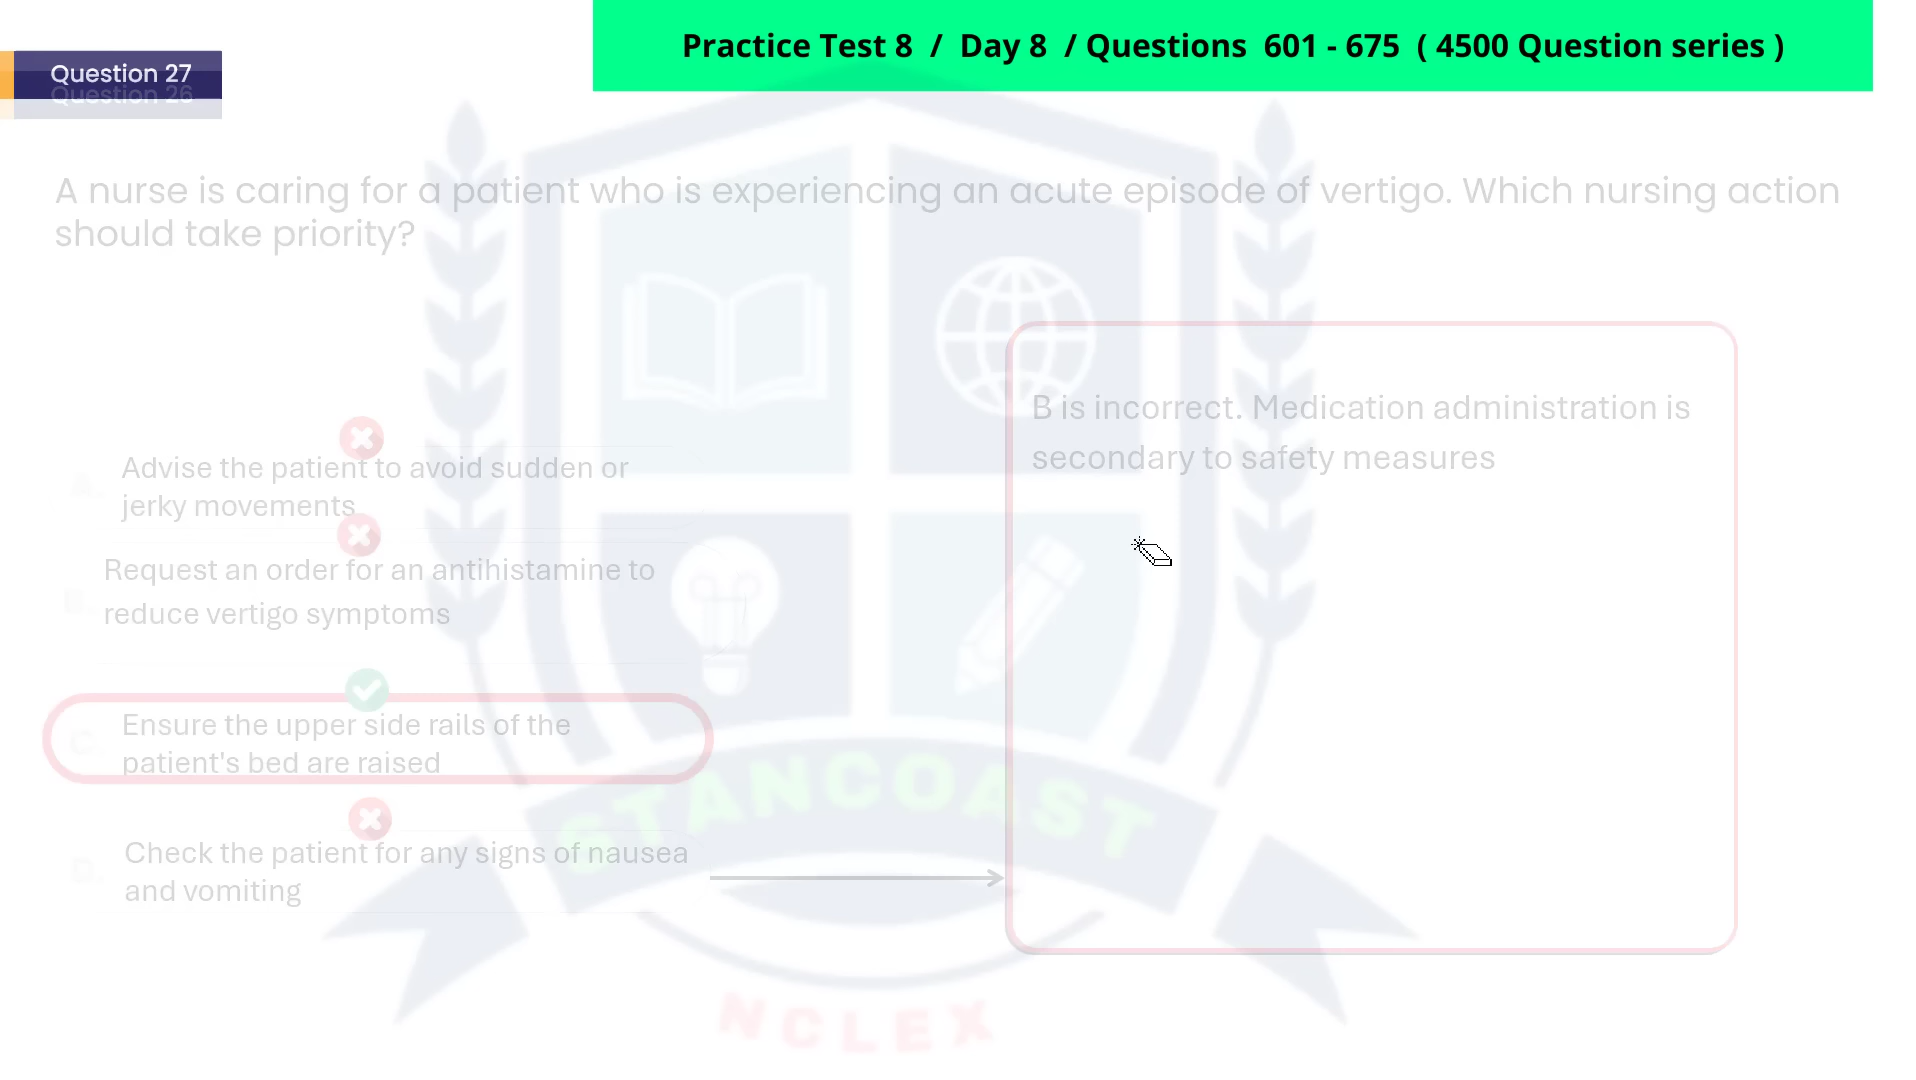 Practice Test 8 / Day 8 / Questions 601 - 675 ( 4500 Question series )
Question 27
Question 26
A nurse is caring for a patient who is experiencing an acute episode of vertigo. Which nursing action
should take priority?
B is incorrect. Medication administration is
secondary to safety measures
A. Advise the patient to avoid sudden or
jerky movements
B. Request an order for an antihistamine to
reduce vertigo symptoms
C. Ensure the upper side rails of the
patient's bed are raised
D. Check the patient for any signs of nausea
and vomiting
STANCOAST
NCLEX